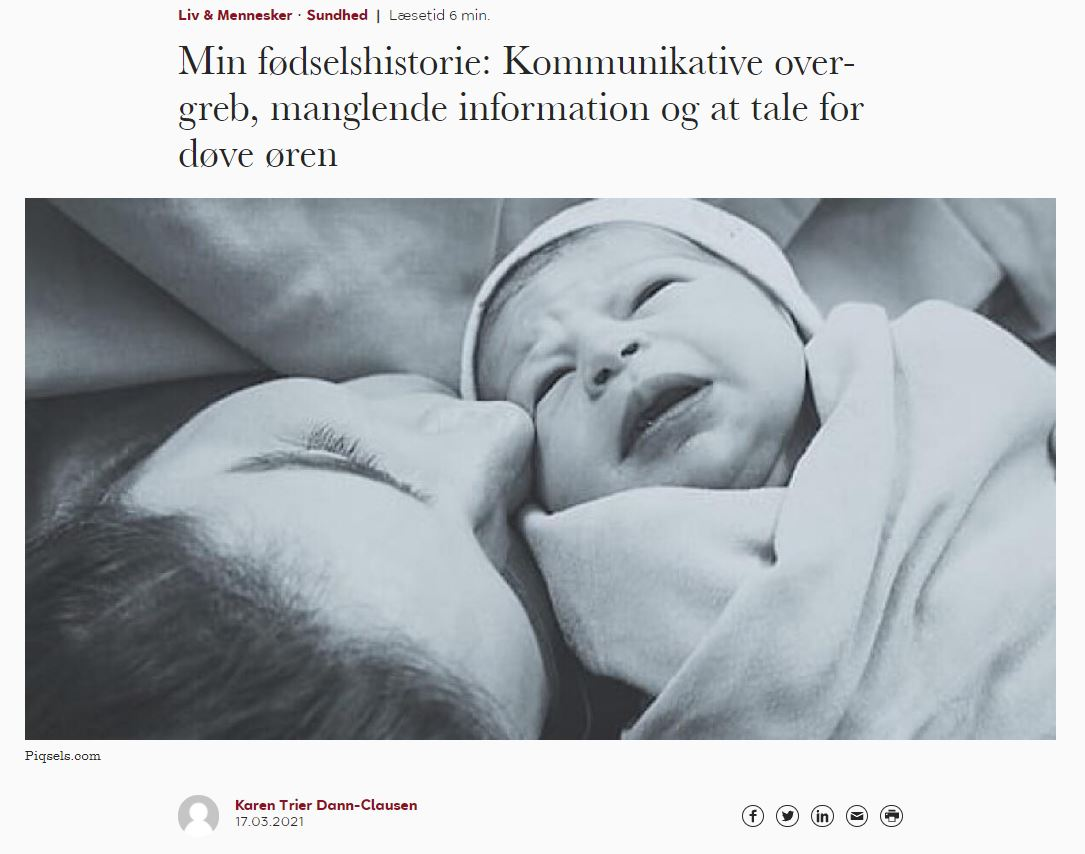 Liv & Mennesker · Sundhed | Læsetid 6 min.
Min fødselshistorie: Kommunikative over-
greb, manglende information og at tale for
døve øren
Piqsels.com
Karen Trier Dann-Clausen
17.03.2021